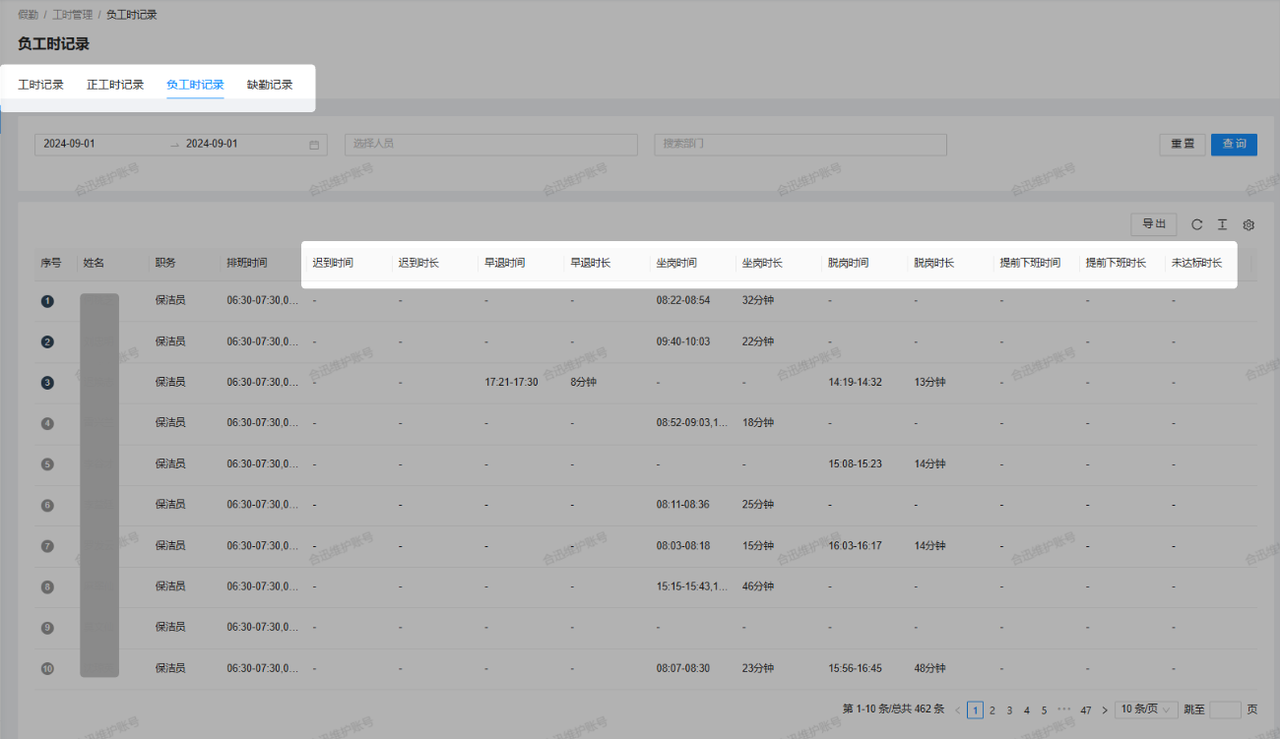 假勤 / 工时管理 / 负工时记录
负工时记录
工时记录 正工时记录 负工时记录 缺勤记录
2024-09-01 → 2024-09-01 选择人员 搜索部门 重置 查询
导出
序号 姓名 职务 排班时间 迟到时间 迟到时长 早退时间 早退时长 坐岗时间 坐岗时长 脱岗时间 脱岗时长 提前下班时间 提前下班时长 未达标时长
1 保洁员 06:30-07:30,0... - - - - 08:22-08:54 32分钟 - - - - -
2 保洁员 06:30-07:30,0... - - - - 09:40-10:03 22分钟 - - - - -
3 保洁员 06:30-07:30,0... - - 17:21-17:30 8分钟 - - 14:19-14:32 13分钟 - - -
4 保洁员 06:30-07:30,0... - - - - 08:52-09:03,1... 18分钟 - - - - -
5 保洁员 06:30-07:30,0... - - - - - - 15:08-15:23 14分钟 - - -
6 保洁员 06:30-07:30,0... - - - - 08:11-08:36 25分钟 - - - - -
7 保洁员 06:30-07:30,0... - - - - 08:03-08:18 15分钟 16:03-16:17 14分钟 - - -
8 保洁员 06:30-07:30,0... - - - - 15:15-15:43,1... 46分钟 - - - - -
9 保洁员 06:30-07:30,0... - - - - - - - - - - -
10 保洁员 06:30-07:30,0... - - - - 08:07-08:30 23分钟 15:56-16:45 48分钟 - - -
第 1-10 条/总共 462 条 < 1 2 3 4 5 ••• 47 > 10 条/页 跳至 页
合迅维护账号